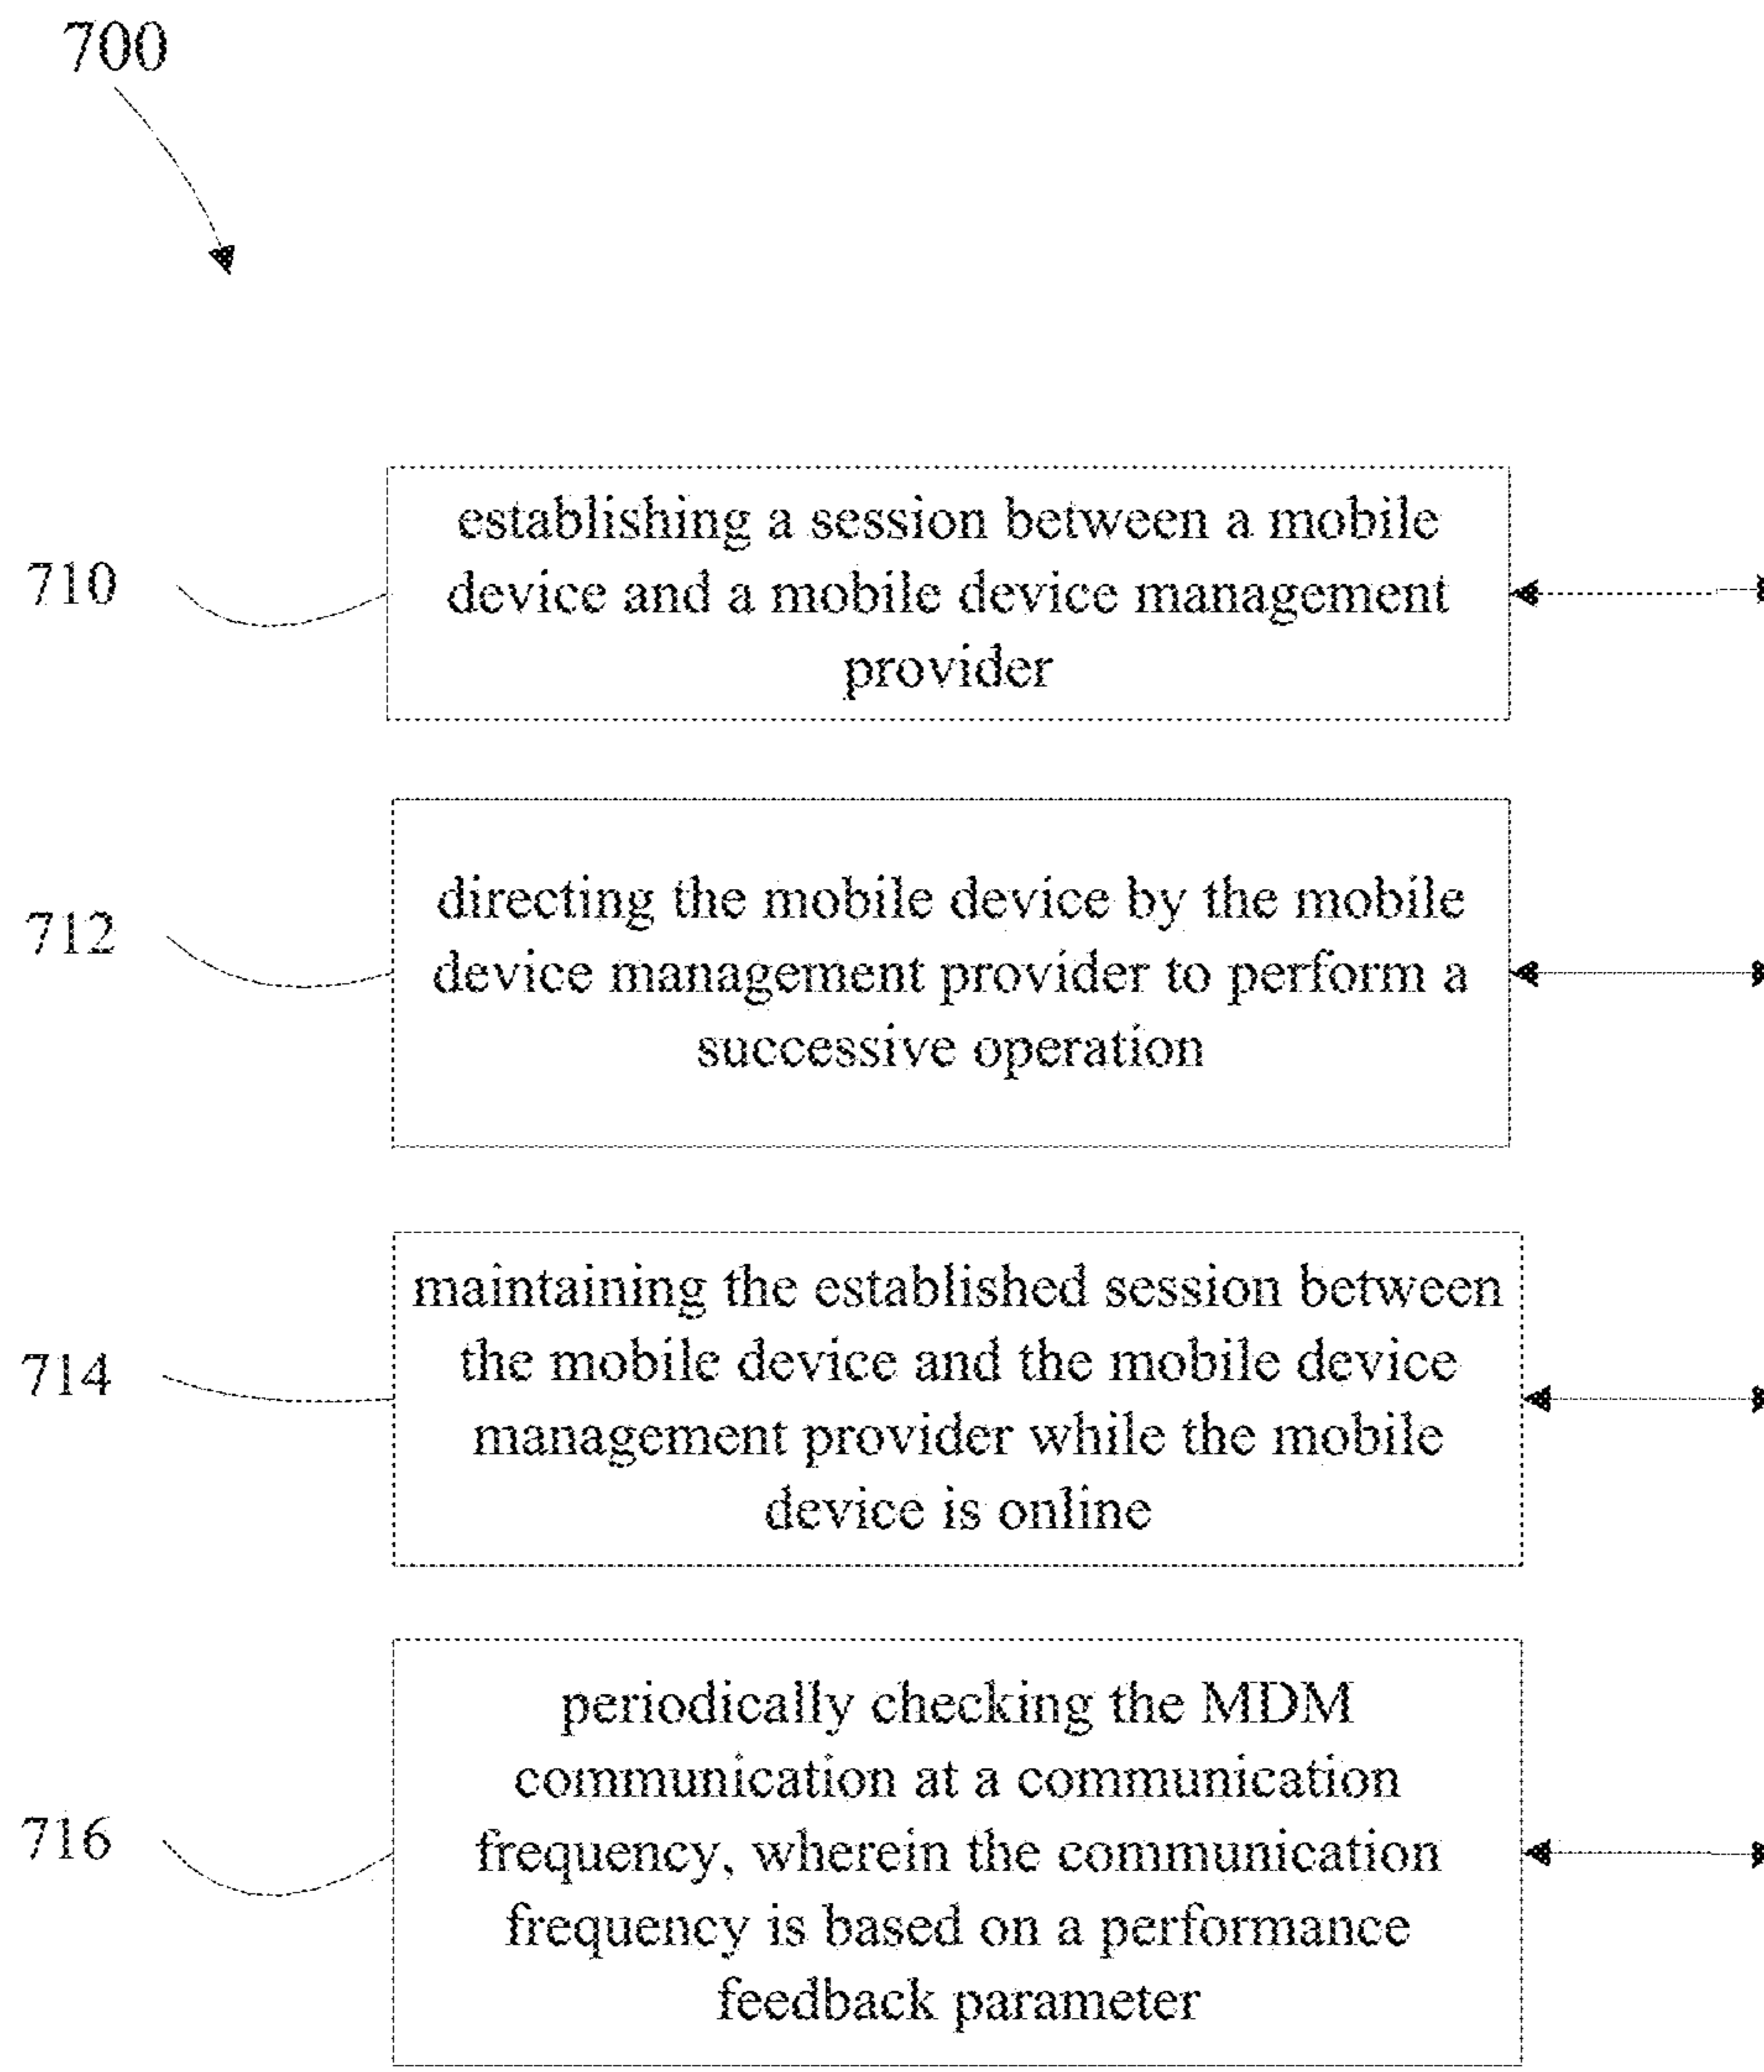 700
710
establishing a session between a mobile
device and a mobile device management
provider
712
directing the mobile device by the mobile
device management provider to perform a
successive operation
714
maintaining the established session between
the mobile device and the mobile device
management provider while the mobile
device is online
716
periodically checking the MDM
communication at a communication
frequency, wherein the communication
frequency is based on a performance
feedback parameter